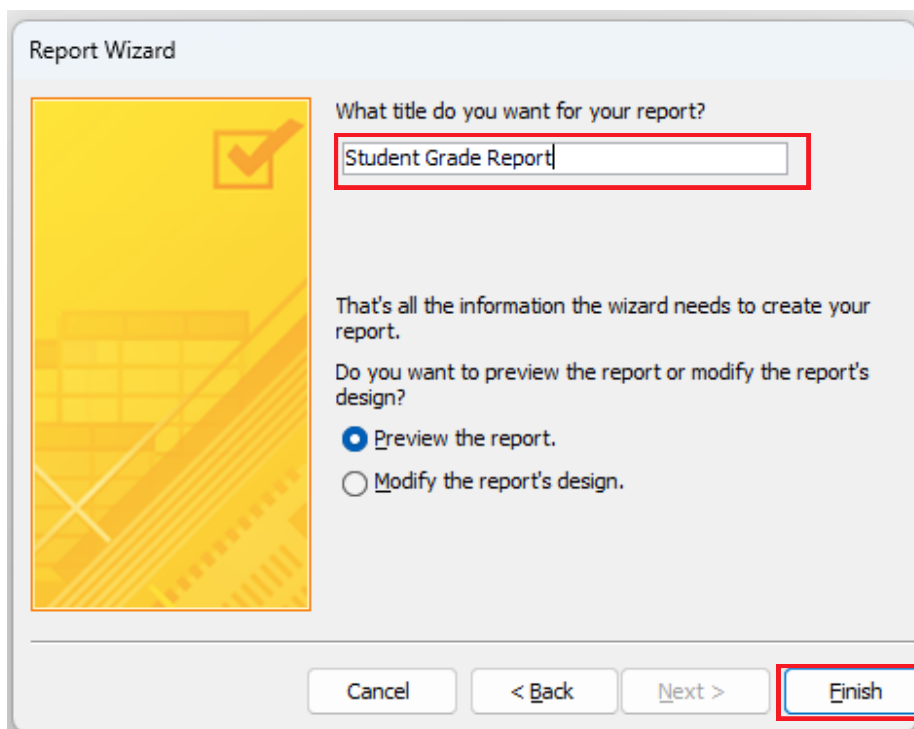 Report Wizard
What title do you want for your report?
Student Grade Report
That's all the information the wizard needs to create your
report.
Do you want to preview the report or modify the report's
design?
Preview the report.
Modify the report's design.
Cancel
< Back
Next >
Finish